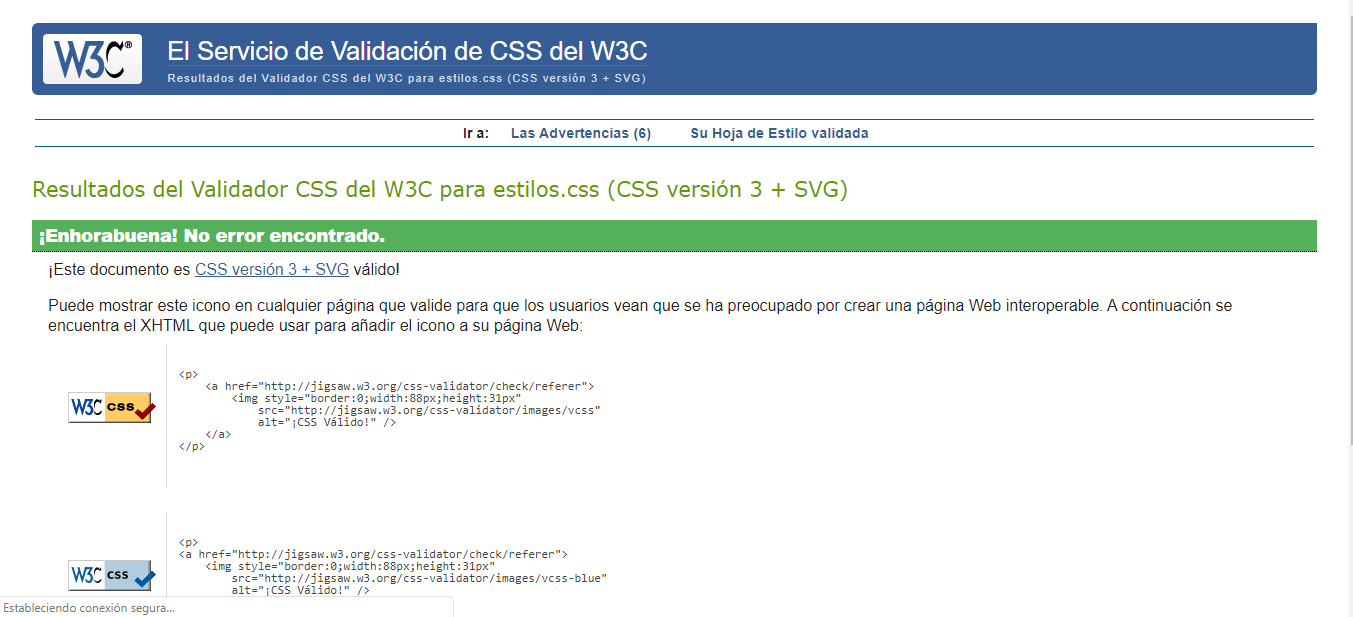 W3C®
El Servicio de Validación de CSS del W3C
Resultados del Validador CSS del W3C para estilos.css (CSS versión 3 + SVG)
Ir a: Las Advertencias (6) Su Hoja de Estilo validada
Resultados del Validador CSS del W3C para estilos.css (CSS versión 3 + SVG)
¡Enhorabuena! No error encontrado.
¡Este documento es CSS versión 3 + SVG válido!
Puede mostrar este icono en cualquier página que valide para que los usuarios vean que se ha preocupado por crear una página Web interoperable. A continuación se
encuentra el XHTML que puede usar para añadir el icono a su página Web:
W3C css
<p>
<a href="http://jigsaw.w3.org/css-validator/check/referer">
<img style="border:0;width:88px;height:31px"
src="http://jigsaw.w3.org/css-validator/images/vcss"
alt="¡CSS Válido!" />
</a>
</p>
W3C css
<p>
<a href="http://jigsaw.w3.org/css-validator/check/referer">
<img style="border:0;width:88px;height:31px"
src="http://jigsaw.w3.org/css-validator/images/vcss-blue"
alt="¡CSS Válido!" />
Estableciendo conexión segura...